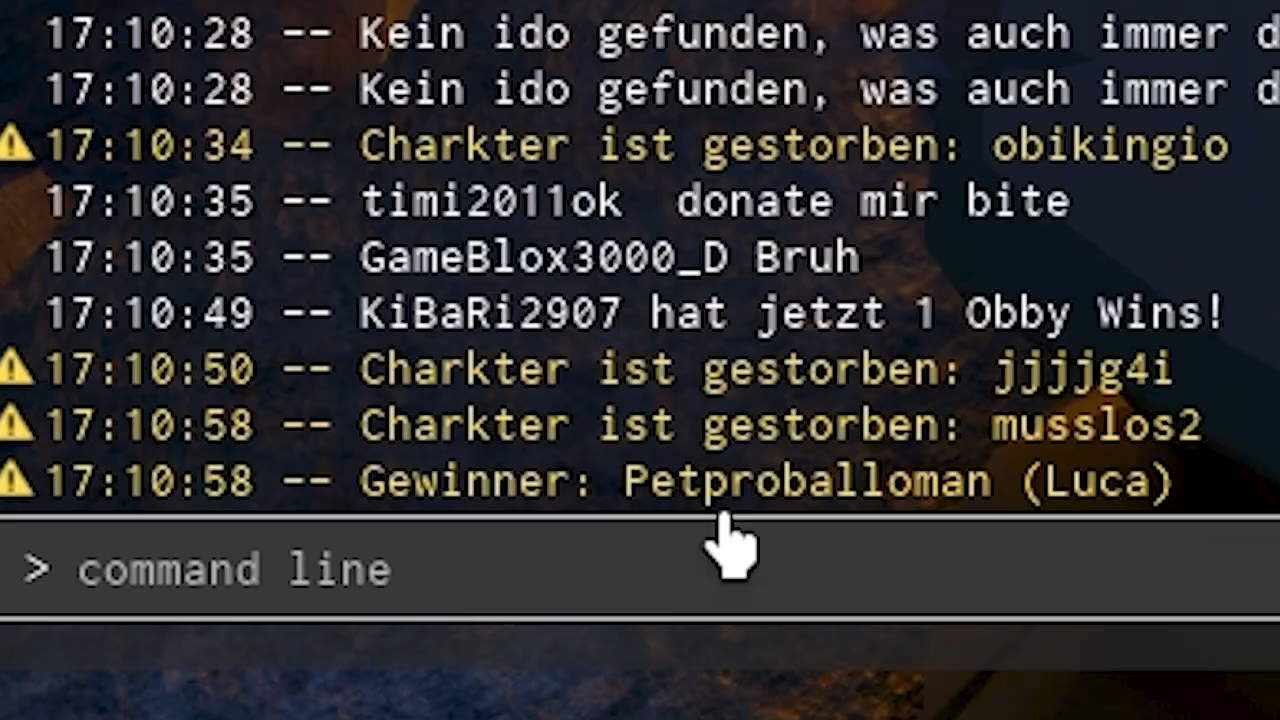 17:10:28 -- Kein ido gefunden, was auch immer d
17:10:28 -- Kein ido gefunden, was auch immer d
17:10:34 -- Charkter ist gestorben: obikingio
17:10:35 -- timi2011ok  donate mir bite
17:10:35 -- GameBlox3000_D Bruh
17:10:49 -- KiBaRi2907 hat jetzt 1 Obby Wins!
17:10:50 -- Charkter ist gestorben: jjjjg4i
17:10:58 -- Charkter ist gestorben: musslos2
17:10:58 -- Gewinner: Petproballoman (Luca)
> command line